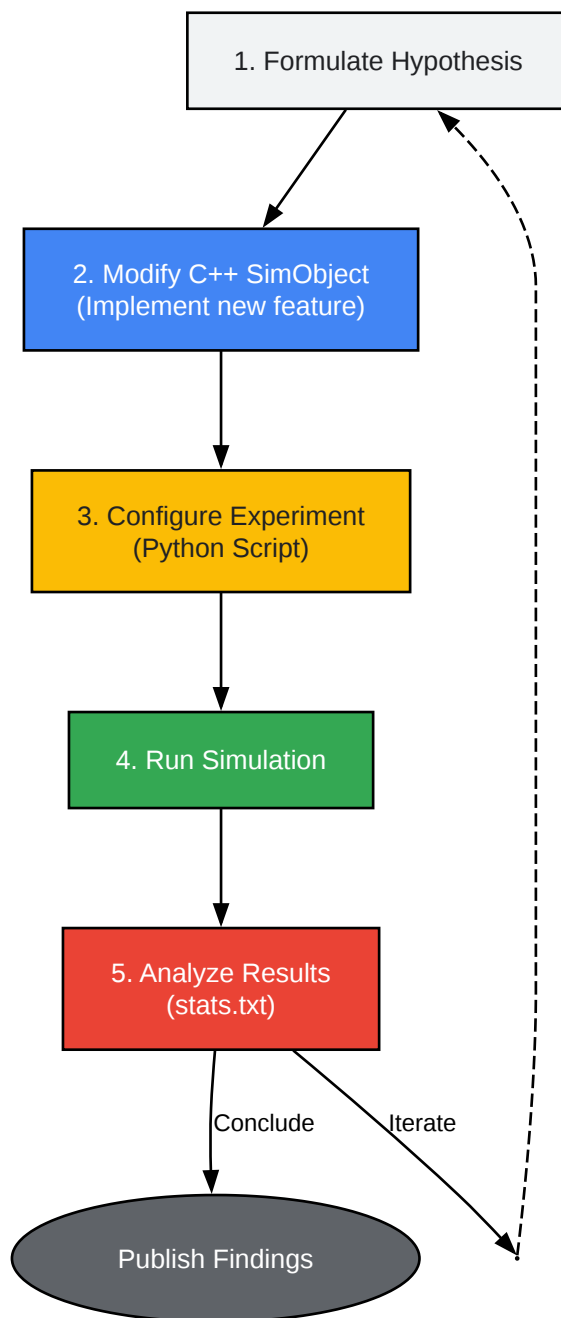 1. Formulate Hypothesis
2. Modify C++ SimObject
(Implement new feature)
3. Configure Experiment
(Python Script)
4. Run Simulation
5. Analyze Results
(stats.txt)
Conclude
Iterate
Publish Findings